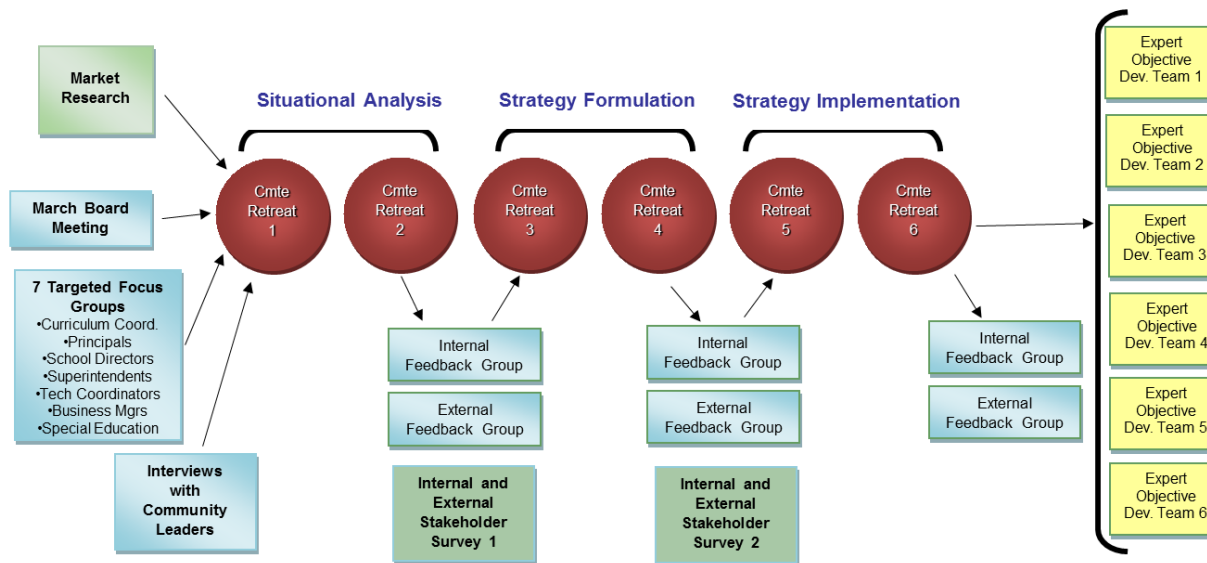 Market
Research
March Board
Meeting
7 Targeted Focus
Groups
•Curriculum Coord.
•Principals
•School Directors
•Superintendents
•Tech Coordinators
•Business Mgrs
•Special Education
Interviews
with
Community
Leaders
Situational Analysis
Cmte
Retreat
1
Cmte
Retreat
2
Strategy Formulation
Cmte
Retreat
3
Cmte
Retreat
4
Strategy Implementation
Cmte
Retreat
5
Cmte
Retreat
6
Internal
Feedback Group
External
Feedback Group
Internal and
External
Stakeholder
Survey 1
Internal
Feedback Group
External
Feedback Group
Internal and
External
Stakeholder
Survey 2
Internal
Feedback Group
External
Feedback Group
Expert
Objective
Dev. Team 1
Expert
Objective
Dev. Team 2
Expert
Objective
Dev. Team 3
Expert
Objective
Dev. Team 4
Expert
Objective
Dev. Team 5
Expert
Objective
Dev. Team 6